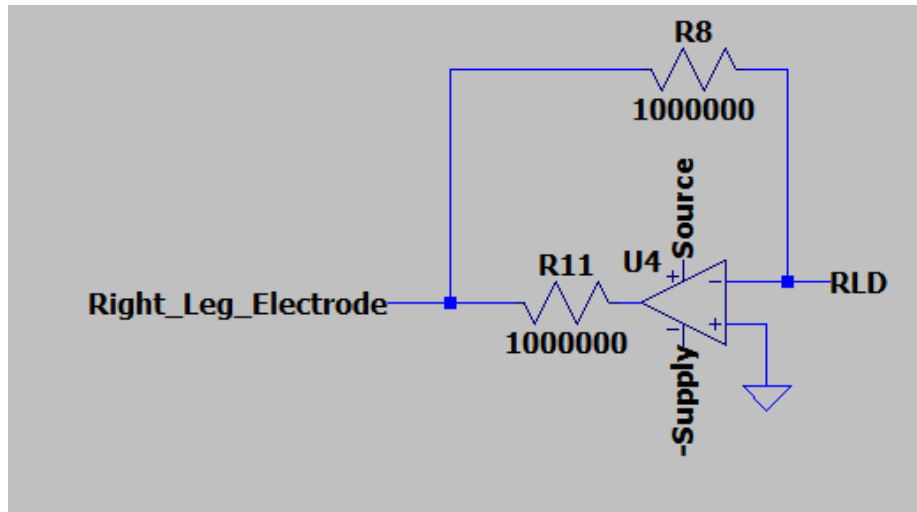 R8
1000000
Source
U4
R11
Right_Leg_Electrode
RLD
1000000
-Supply